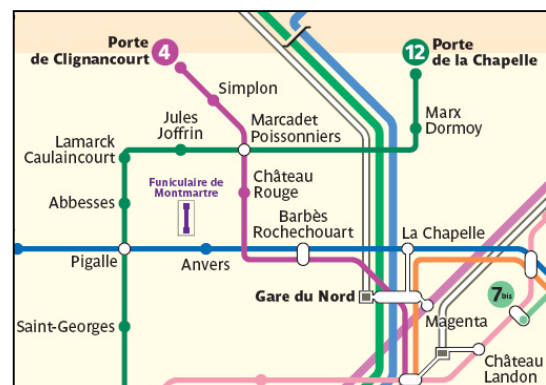 Porte
de Clignancourt
4
12
Porte
de la Chapelle
Simplon
Jules
Joffrin
Marcadet
Poissonniers
Marx
Dormoy
Lamarck
Caulaincourt
Château
Rouge
Funiculaire de
Montmartre
Abbesses
Barbès
Rochechouart
La Chapelle
Pigalle
Anvers
Gare du Nord
7bis
Magenta
Saint-Georges
Château
Landon